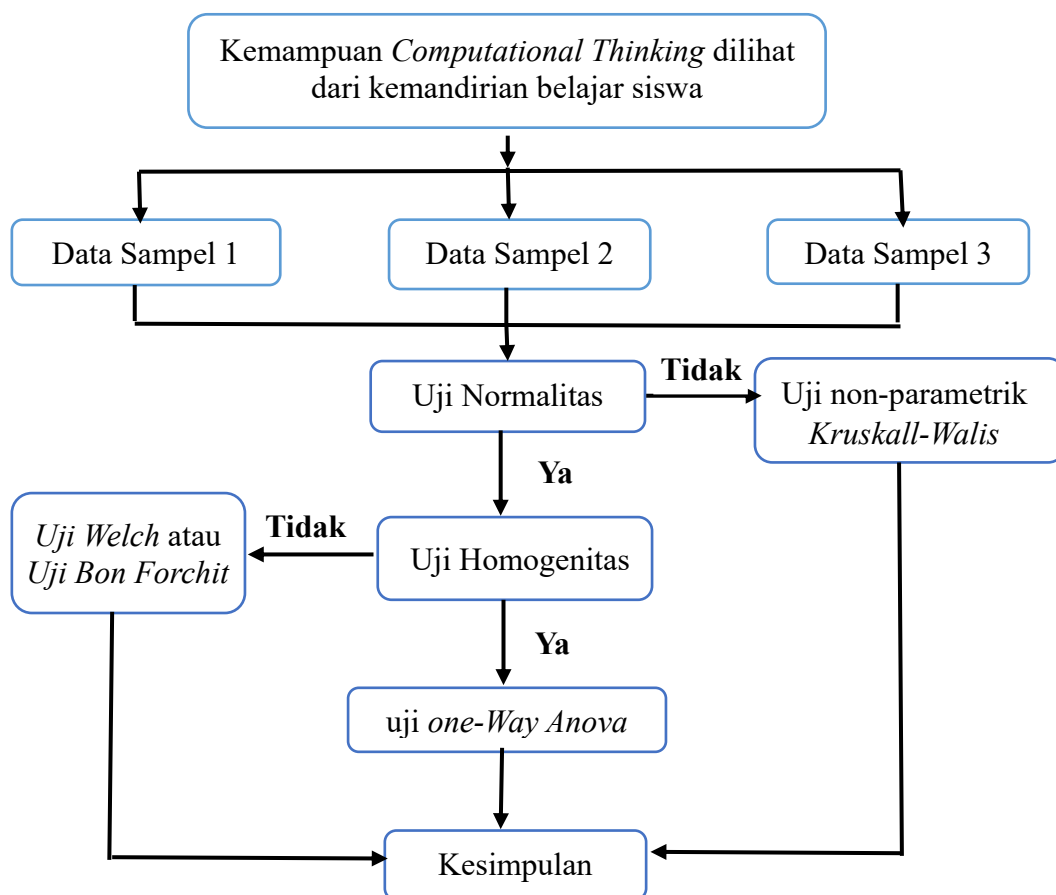 Kemampuan Computational Thinking dilihat
dari kemandirian belajar siswa
Data Sampel 1
Data Sampel 2
Data Sampel 3
Uji Normalitas
Tidak
Uji non-parametrik
Kruskall-Walis
Ya
Uji Welch atau
Uji Bon Forchit
Tidak
Uji Homogenitas
Ya
uji one-Way Anova
Kesimpulan